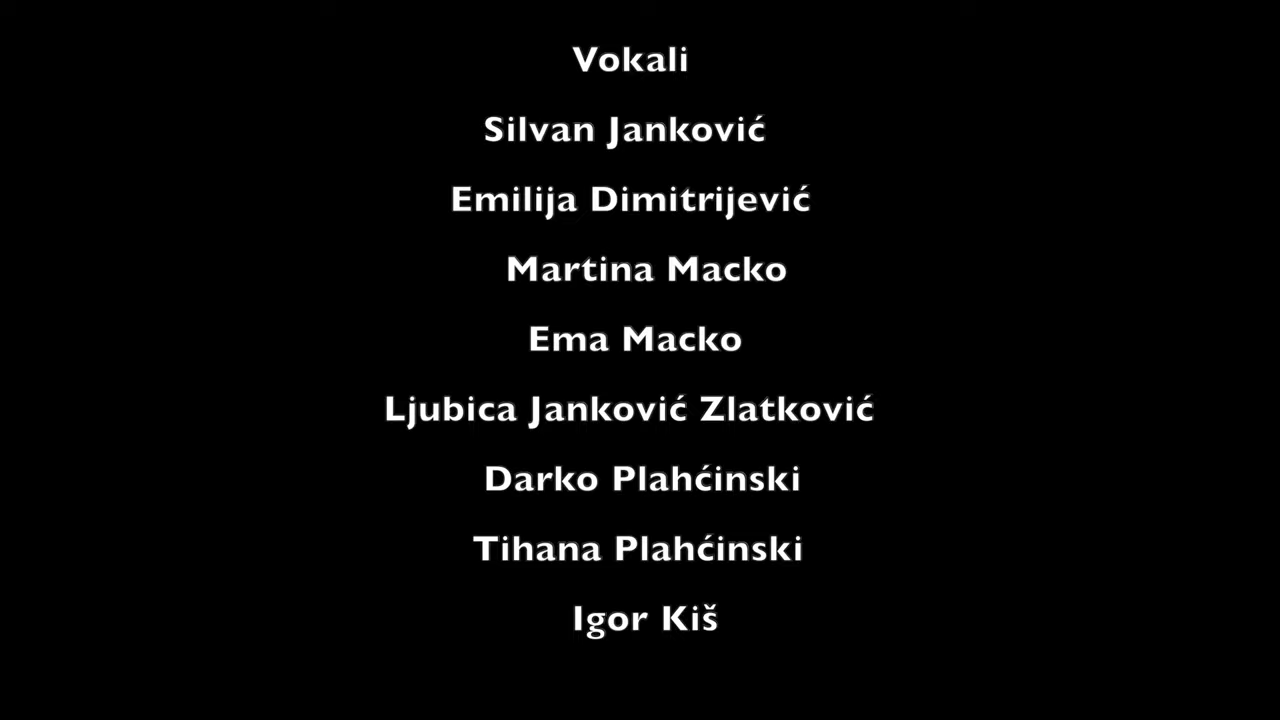 Vokali
Silvan Janković
Emilija Dimitrijević
Martina Macko
Ema Macko
Ljubica Janković Zlatković
Darko Plahćinski
Tihana Plahćinski
Igor Kiš